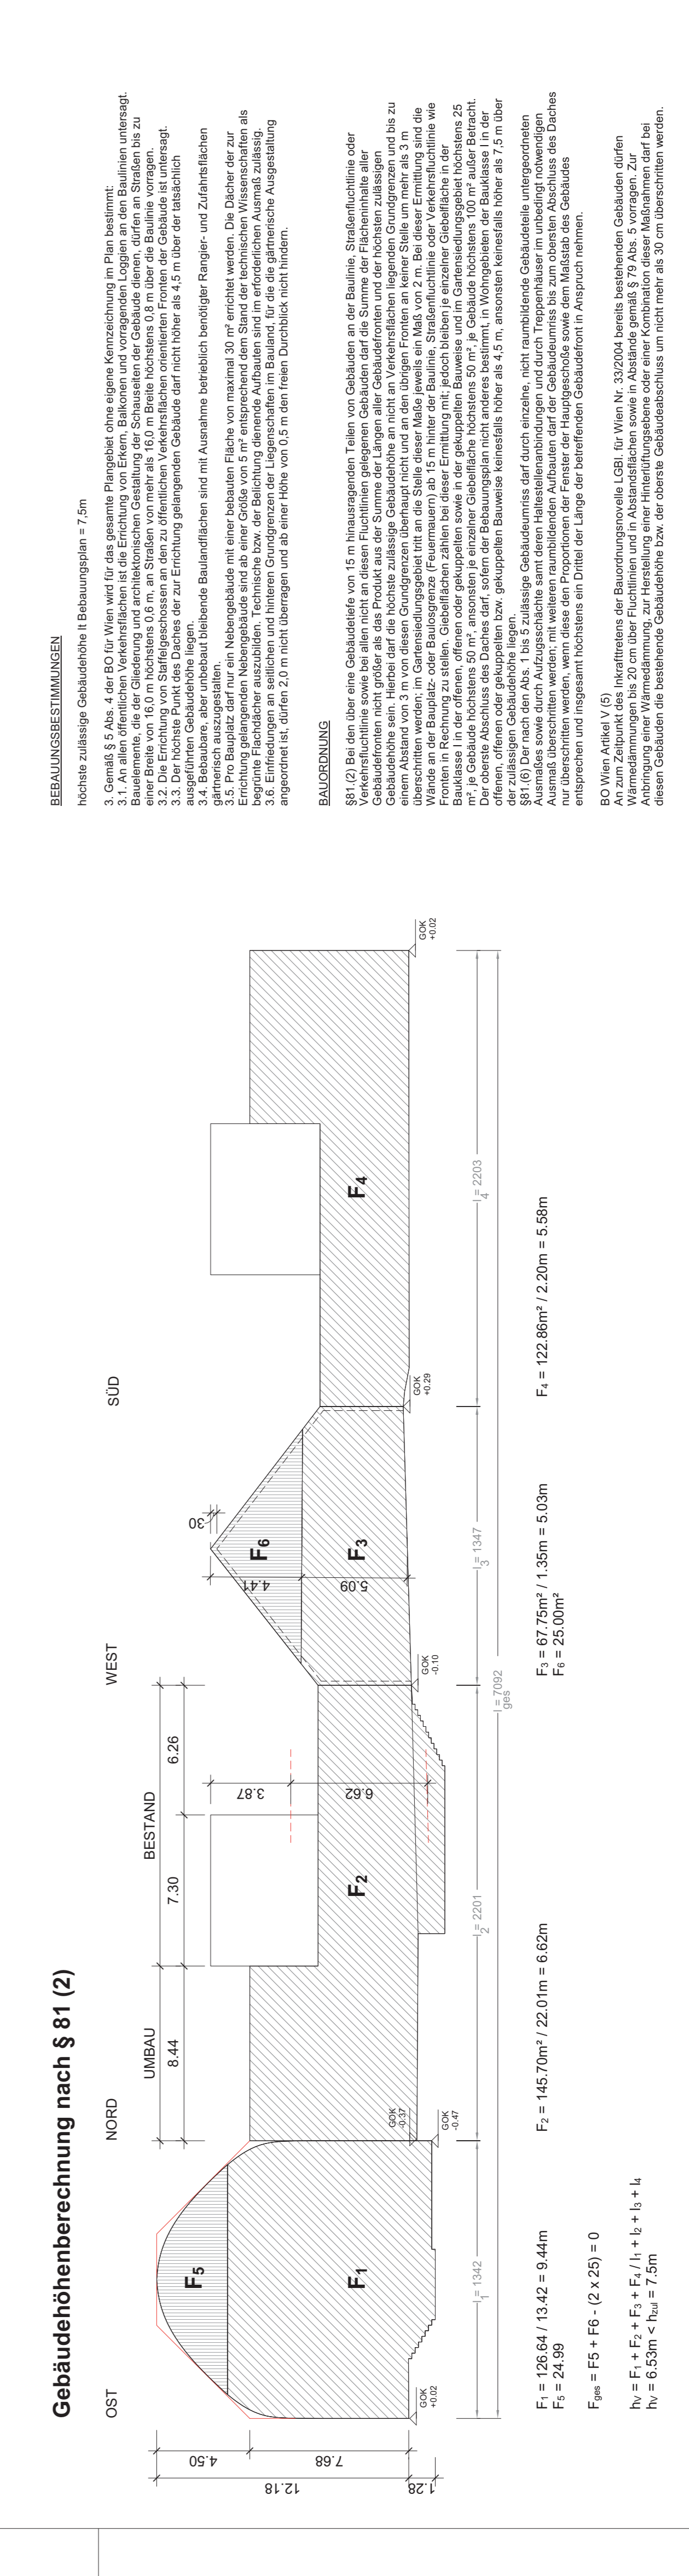 Gebäudehöhenberechnung nach § 81 (2)
OST
NORD
WEST
SÜD
UMBAU
BESTAND
8.44
7.30
6.26
4.50
7.68
12.18
1.28
F5
F1
F2
F6
F3
F4
3.87
6.62
30
4.41
5.09
GOK
+0.02
GOK
-0.37
GOK
-0.47
GOK
-0.10
GOK
+0.29
GOK
+0.02
l1 = 1342
l2 = 2201
l3 = 1347
l4 = 2203
lges = 7092
F1 = 126.64 / 13.42 = 9.44m
F5 = 24.99
F2 = 145.70m² / 22.01m = 6.62m
F3 = 67.75m² / 1.35m = 5.03m
F6 = 25.00m²
F4 = 122.86m² / 2.20m = 5.58m
Fges = F5 + F6 - (2 x 25) = 0
hv = F1 + F2 + F3 + F4 / l1 + l2 + l3 + l4
hv = 6.53m < hzul = 7.5m
BEBAUUNGSBESTIMMUNGEN
höchste zulässige Gebäudehöhe lt Bebauungsplan = 7,5m
3. Gemäß § 5 Abs. 4 der BO für Wien wird für das gesamte Plangebiet ohne eigene Kennzeichnung im Plan bestimmt:
3.1. An allen öffentlichen Verkehrsflächen ist die Errichtung von Erkern, Balkonen und vorragenden Loggien an den Baulinien untersagt.
Bauelemente, die der Gliederung und architektonischen Gestaltung der Schauseiten der Gebäude dienen, dürfen an Straßen bis zu
einer Breite von 16,0 m höchstens 0,6 m, an Straßen von mehr als 16,0 m Breite höchstens 0,8 m über die Baulinie vorragen.
3.2. Die Errichtung von Staffelgeschossen an den zu öffentlichen Verkehrsflächen orientierten Fronten der Gebäude ist untersagt.
3.3. Der höchste Punkt des Daches der zur Errichtung gelangenden Gebäude darf nicht höher als 4,5 m über der tatsächlich
ausgeführten Gebäudehöhe liegen.
3.4. Bebaubare, aber unbebaut bleibende Baulandflächen sind mit Ausnahme betrieblich benötigter Rangier- und Zufahrtsflächen
gärtnerisch auszugestalten.
3.5. Pro Bauplatz darf nur ein Nebengebäude mit einer bebauten Fläche von maximal 30 m² errichtet werden. Die Dächer der zur
Errichtung gelangenden Nebengebäude sind ab einer Größe von 5 m² entsprechend dem Stand der technischen Wissenschaften als
begrünte Flachdächer auszubilden. Technische bzw. der Belichtung dienende Aufbauten sind im erforderlichen Ausmaß zulässig.
3.6. Einfriedungen an seitlichen und hinteren Grundgrenzen der Liegenschaften im Bauland, für die die gärtnerische Ausgestaltung
angeordnet ist, dürfen 2,0 m nicht überragen und ab einer Höhe von 0,5 m den freien Durchblick nicht hindern.
BAUORDNUNG
§81.(2) Bei den über eine Gebäudetiefe von 15 m hinausragenden Teilen von Gebäuden an der Baulinie, Straßenfluchtlinie oder
Verkehrsfluchtlinie sowie bei allen nicht an diesen Fluchtlinien gelegenen Gebäuden darf die Summe der Flächeninhalte aller
Gebäudefronten nicht größer als das Produkt aus der Summe der Längen aller Gebäudefronten und der höchsten zulässigen
Gebäudehöhe sein. Hierbei darf die höchste zulässige Gebäudehöhe an nicht an Verkehrsflächen liegenden Grundgrenzen und bis zu
einem Abstand von 3 m von diesen Grundgrenzen überhaupt nicht und an den übrigen Fronten an keiner Stelle um mehr als 3 m
überschritten werden; im Gartensiedlungsgebiet tritt an die Stelle dieser Maße jeweils ein Maß von 2 m. Bei dieser Ermittlung sind die
Wände an der Bauplatz- oder Baulosgrenze (Feuermauern) ab 15 m hinter der Baulinie, Straßenfluchtlinie oder Verkehrsfluchtlinie wie
Fronten in Rechnung zu stellen. Giebelflächen zählen bei dieser Ermittlung mit; jedoch bleiben je einzelner Giebelfläche in der
Bauklasse I in der offenen, offenen oder gekuppelten sowie in der gekuppelten Bauweise und im Gartensiedlungsgebiet höchstens 25
m², je Gebäude höchstens 50 m², ansonsten je einzelner Giebelfläche höchstens 50 m², je Gebäude höchstens 100 m² außer Betracht.
Der oberste Abschluss des Daches darf, sofern der Bebauungsplan nicht anderes bestimmt, in Wohngebieten der Bauklasse I in der
offenen, offenen oder gekuppelten bzw. gekuppelten Bauweise keinesfalls höher als 4,5 m, ansonsten keinesfalls höher als 7,5 m über
der zulässigen Gebäudehöhe liegen.
§81.(6) Der nach den Abs. 1 bis 5 zulässige Gebäudeumriss darf durch einzelne, nicht raumbildende Gebäudeteile untergeordneten
Ausmaßes sowie durch Aufzugsschächte samt deren Haltestellenanbindungen und durch Treppenhäuser im unbedingt notwendigen
Ausmaß überschritten werden; mit weiteren raumbildenden Aufbauten darf der Gebäudeumriss bis zum obersten Abschluss des Daches
nur überschritten werden, wenn diese den Proportionen der Fenster der Hauptgeschoße sowie dem Maßstab des Gebäudes
entsprechen und insgesamt höchstens ein Drittel der Länge der betreffenden Gebäudefront in Anspruch nehmen.
BO Wien Artikel V (5)
An zum Zeitpunkt des Inkrafttretens der Bauordnungsnovelle LGBl. für Wien Nr. 33/2004 bereits bestehenden Gebäuden dürfen
Wärmedämmungen bis 20 cm über Fluchtlinien und in Abstandsflächen sowie in Abstände gemäß § 79 Abs. 5 vorragen. Zur
Anbringung einer Wärmedämmung, zur Herstellung einer Hinterlüftungsebene oder einer Kombination dieser Maßnahmen darf bei
diesen Gebäuden die bestehende Gebäudehöhe bzw. der oberste Gebäudeabschluss um nicht mehr als 30 cm überschritten werden.